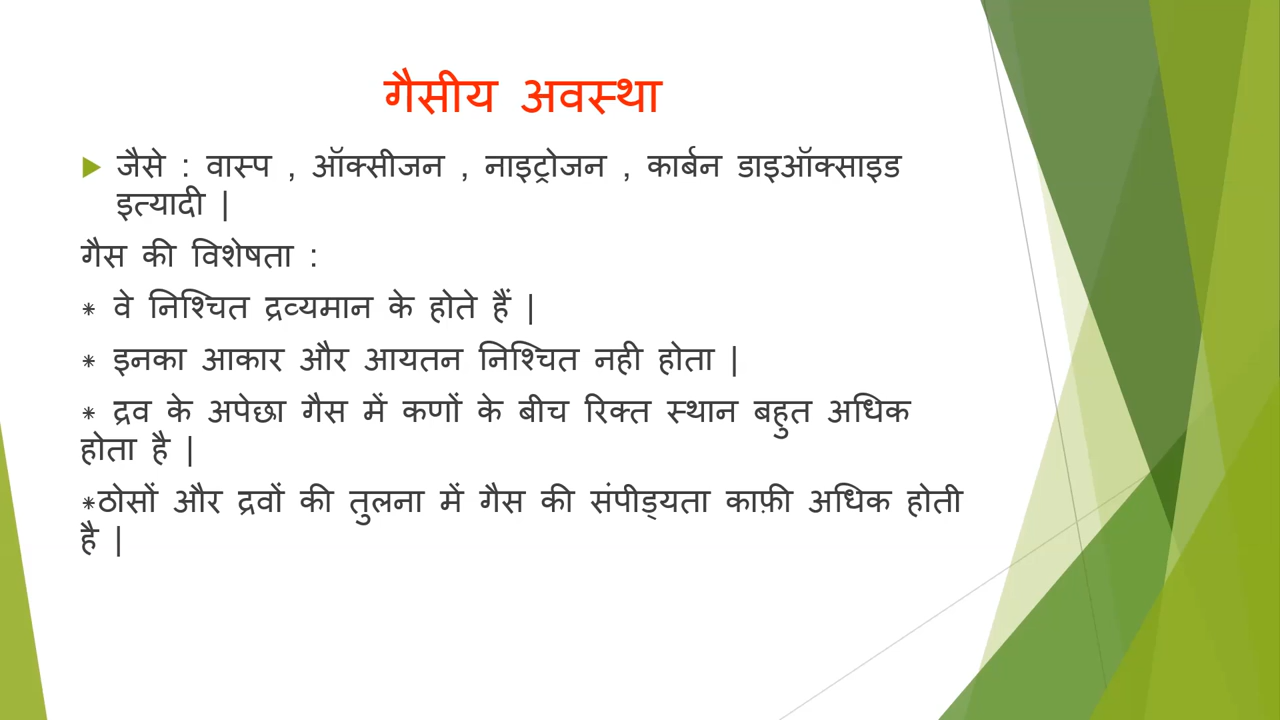 गैसीय अवस्था
जैसे : वास्प , ऑक्सीजन , नाइट्रोजन , कार्बन डाइऑक्साइड
इत्यादी |
गैस की विशेषता :
* वे निश्चित द्रव्यमान के होते हैं |
* इनका आकार और आयतन निश्चित नही होता |
* द्रव के अपेछा गैस में कणों के बीच रिक्त स्थान बहुत अधिक
होता है |
*ठोसों और द्रवों की तुलना में गैस की संपीड्यता काफ़ी अधिक होती
है |